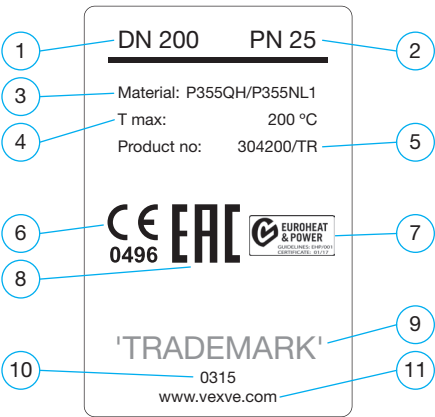 DN 200 PN 25
1 2
3 Material: P355QH/P355NL1
4 T max: 200 ºC
Product no: 304200/TR 5
6 CE EAC EUROHEAT & POWER 7
0496 GUIDELINES: EHP/001
CERTIFICATE: 01/17
8
'TRADEMARK' 9
10 0315 11
www.vexve.com